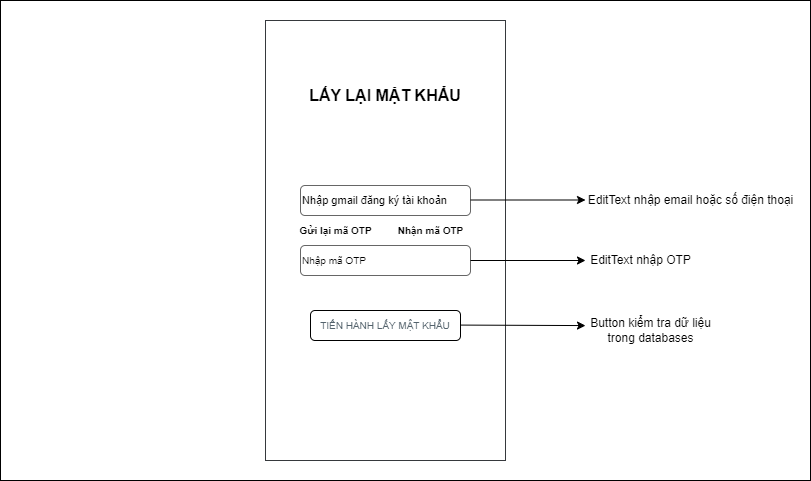 LẤY LẠI MẬT KHẨU
Nhập gmail đăng ký tài khoản
EditText nhập email hoặc số điện thoại
Gửi lại mã OTP
Nhận mã OTP
Nhập mã OTP
EditText nhập OTP
TIẾN HÀNH LẤY MẬT KHẨU
Button kiểm tra dữ liệu
trong databases